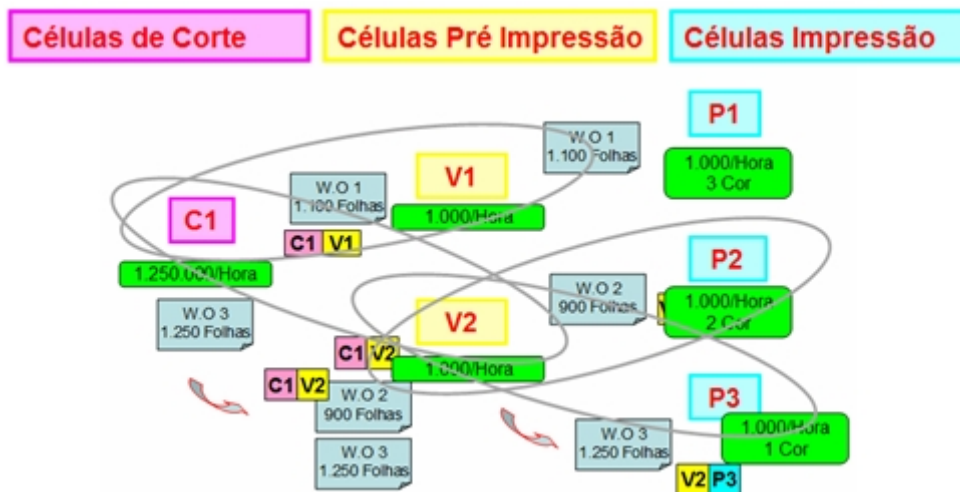 Células de Corte
Células Pré Impressão
Células Impressão
P1
W.O 1
1.100 Folhas
1.000/Hora
3 Cor
V1
W.O 1
1.100 Folhas
1.000/Hora
C1
C1 V1
1.250.000/Hora
P2
W.O 2
900 Folhas
1.000/Hora
2 Cor
W.O 3
1.250 Folhas
V2
C1 V2
1.000/Hora
C1 V2
W.O 2
900 Folhas
P3
1.000/Hora
1 Cor
W.O 3
1.250 Folhas
W.O 3
1.250 Folhas
V2 P3